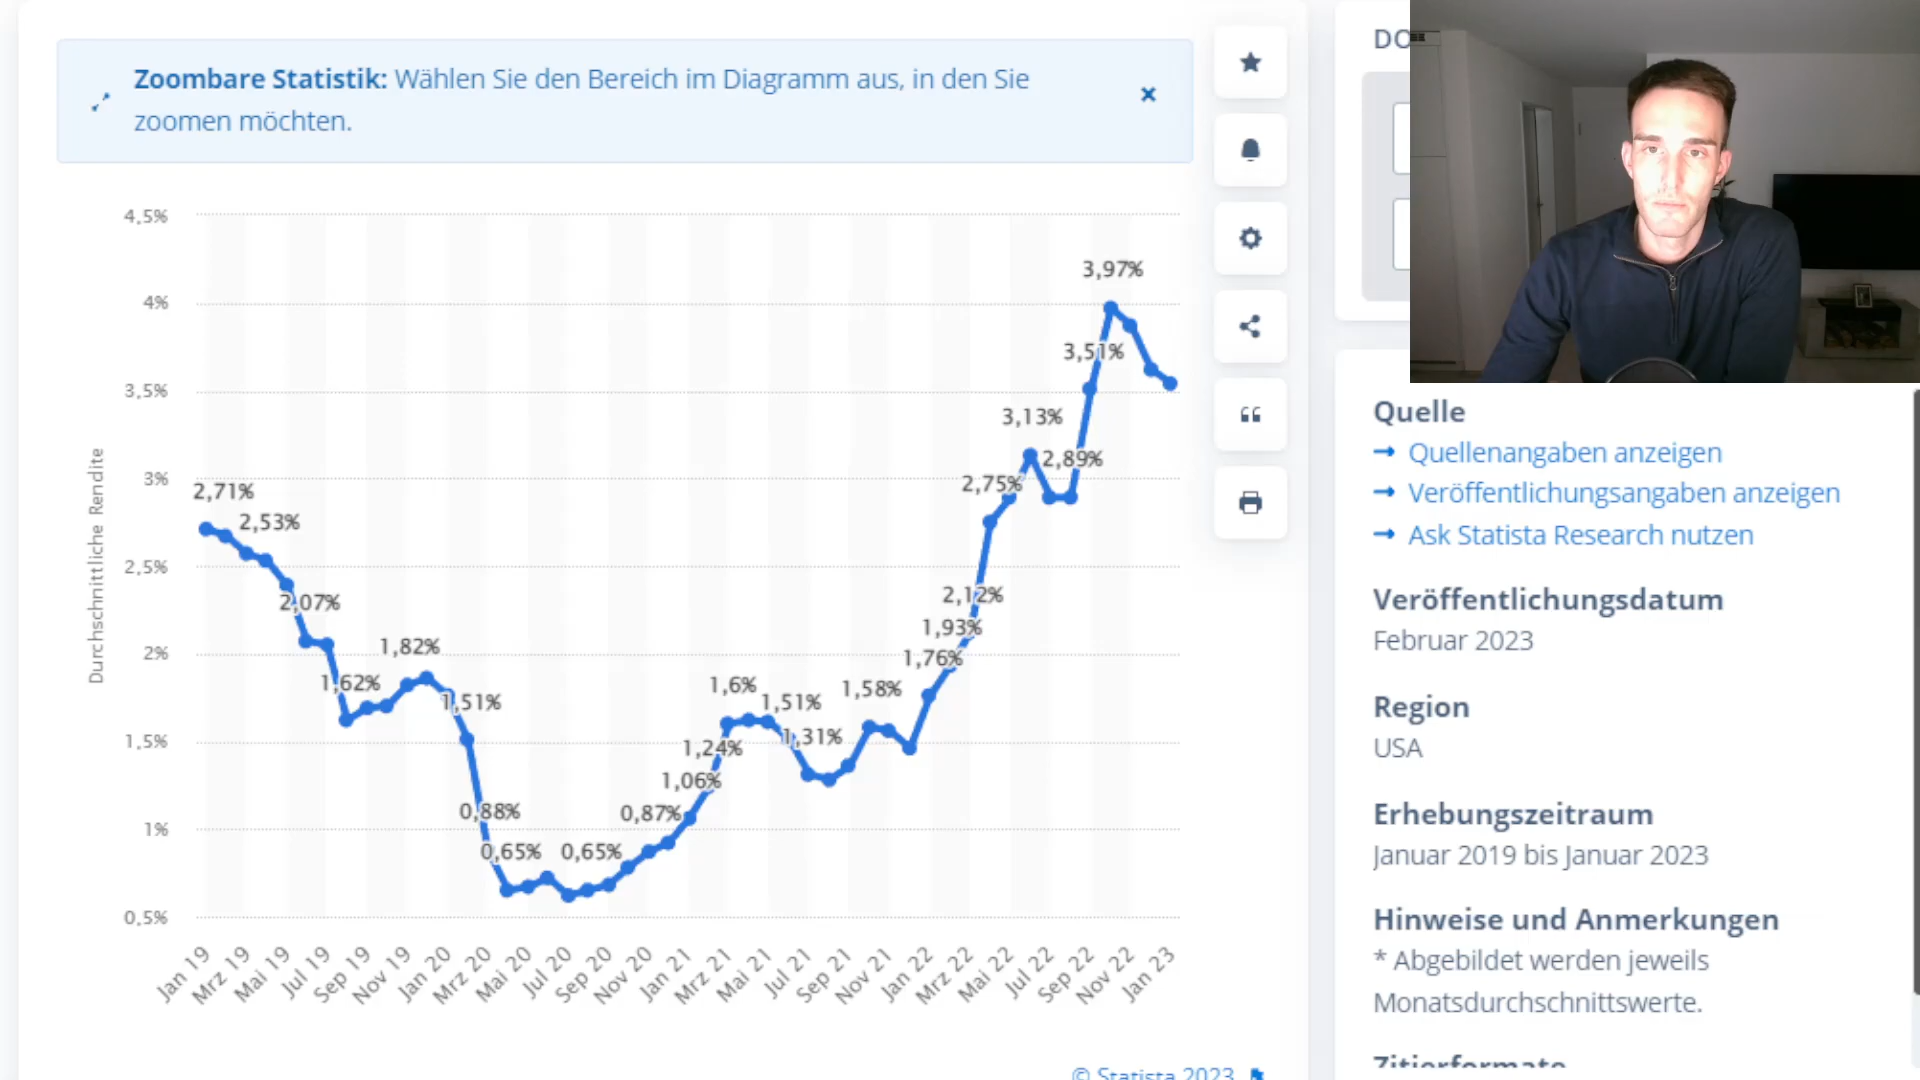 Zoombare Statistik: Wählen Sie den Bereich im Diagramm aus, in den Sie
zoomen möchten.
Durchschnittliche Rendite
4,5%
4%
3,5%
3%
2,5%
2%
1,5%
1%
0,5%
2,71%
2,53%
2,07%
1,62%
1,82%
1,51%
0,88%
0,65%
0,65%
0,87%
1,06%
1,24%
1,6%
1,51%
1,31%
1,58%
1,76%
1,93%
2,12%
2,75%
3,13%
2,89%
3,51%
3,97%
Jan 19
Mrz 19
Mai 19
Jul 19
Sep 19
Nov 19
Jan 20
Mrz 20
Mai 20
Jul 20
Sep 20
Nov 20
Jan 21
Mrz 21
Mai 21
Jul 21
Sep 21
Nov 21
Jan 22
Mrz 22
Mai 22
Jul 22
Sep 22
Nov 22
Jan 23
© Statista 2023
Quelle
→ Quellenangaben anzeigen
→ Veröffentlichungsangaben anzeigen
→ Ask Statista Research nutzen
Veröffentlichungsdatum
Februar 2023
Region
USA
Erhebungszeitraum
Januar 2019 bis Januar 2023
Hinweise und Anmerkungen
* Abgebildet werden jeweils
Monatsdurchschnittswerte.
Zitierformate